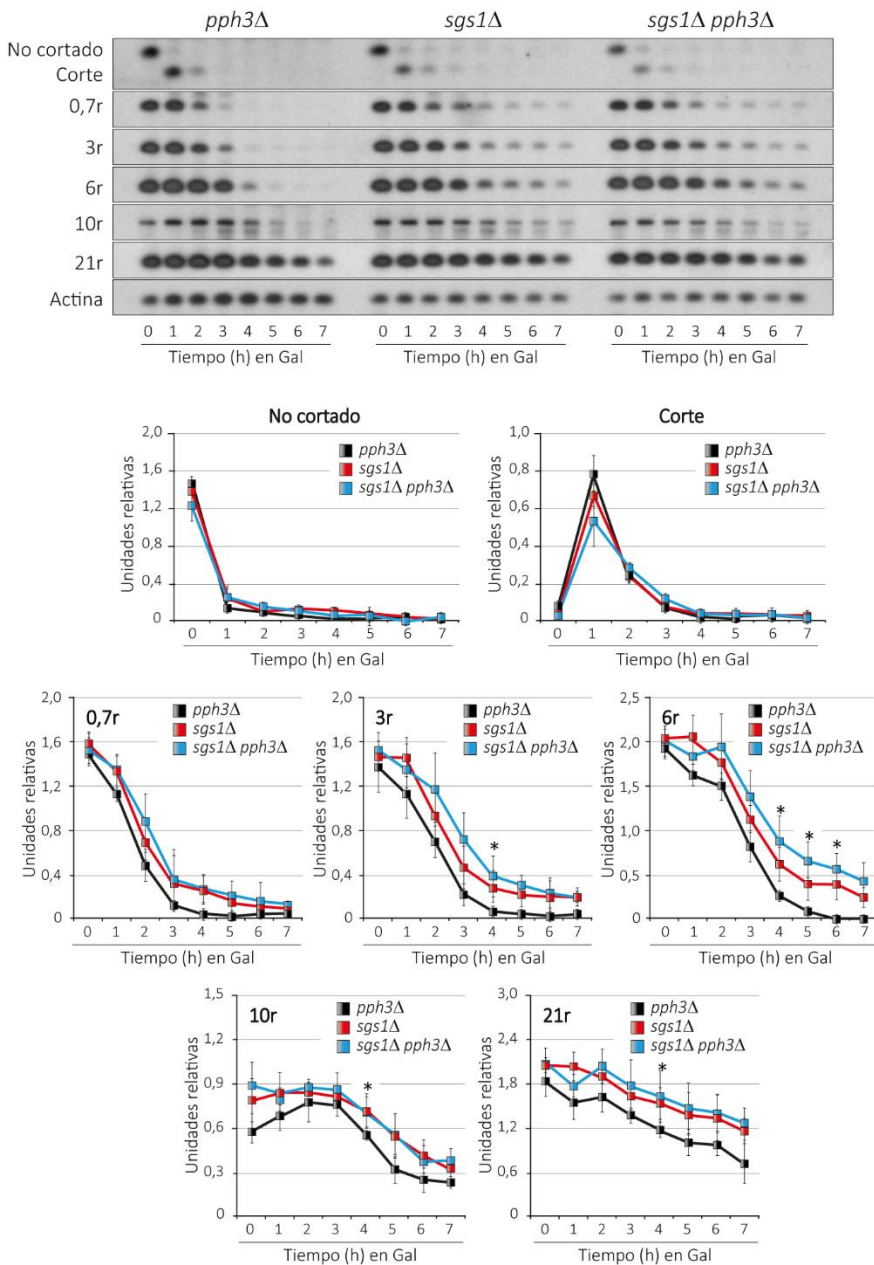 pph3Δ sgs1Δ sgs1Δ pph3Δ
No cortado
Corte
0,7r
3r
6r
10r
21r
Actina
0 1 2 3 4 5 6 7 0 1 2 3 4 5 6 7 0 1 2 3 4 5 6 7
Tiempo (h) en Gal Tiempo (h) en Gal Tiempo (h) en Gal
No cortado
Unidades relativas
2,0
1,6
1,2
0,8
0,4
0
pph3Δ
sgs1Δ
sgs1Δ pph3Δ
0 1 2 3 4 5 6 7
Tiempo (h) en Gal
Corte
Unidades relativas
1,0
0,8
0,6
0,4
0,2
0
pph3Δ
sgs1Δ
sgs1Δ pph3Δ
0 1 2 3 4 5 6 7
Tiempo (h) en Gal
0,7r
Unidades relativas
2,0
1,6
1,2
0,8
0,4
0
pph3Δ
sgs1Δ
sgs1Δ pph3Δ
0 1 2 3 4 5 6 7
Tiempo (h) en Gal
3r
Unidades relativas
2,0
1,6
1,2
0,8
0,4
0
pph3Δ
sgs1Δ
sgs1Δ pph3Δ
*
0 1 2 3 4 5 6 7
Tiempo (h) en Gal
6r
Unidades relativas
2,5
2,0
1,5
1,0
0,5
0
pph3Δ
sgs1Δ
sgs1Δ pph3Δ
* * *
0 1 2 3 4 5 6 7
Tiempo (h) en Gal
10r
Unidades relativas
1,5
1,2
0,9
0,6
0,3
0
pph3Δ
sgs1Δ
sgs1Δ pph3Δ
*
0 1 2 3 4 5 6 7
Tiempo (h) en Gal
21r
Unidades relativas
3,0
2,4
1,8
1,2
0,6
0
pph3Δ
sgs1Δ
sgs1Δ pph3Δ
*
0 1 2 3 4 5 6 7
Tiempo (h) en Gal